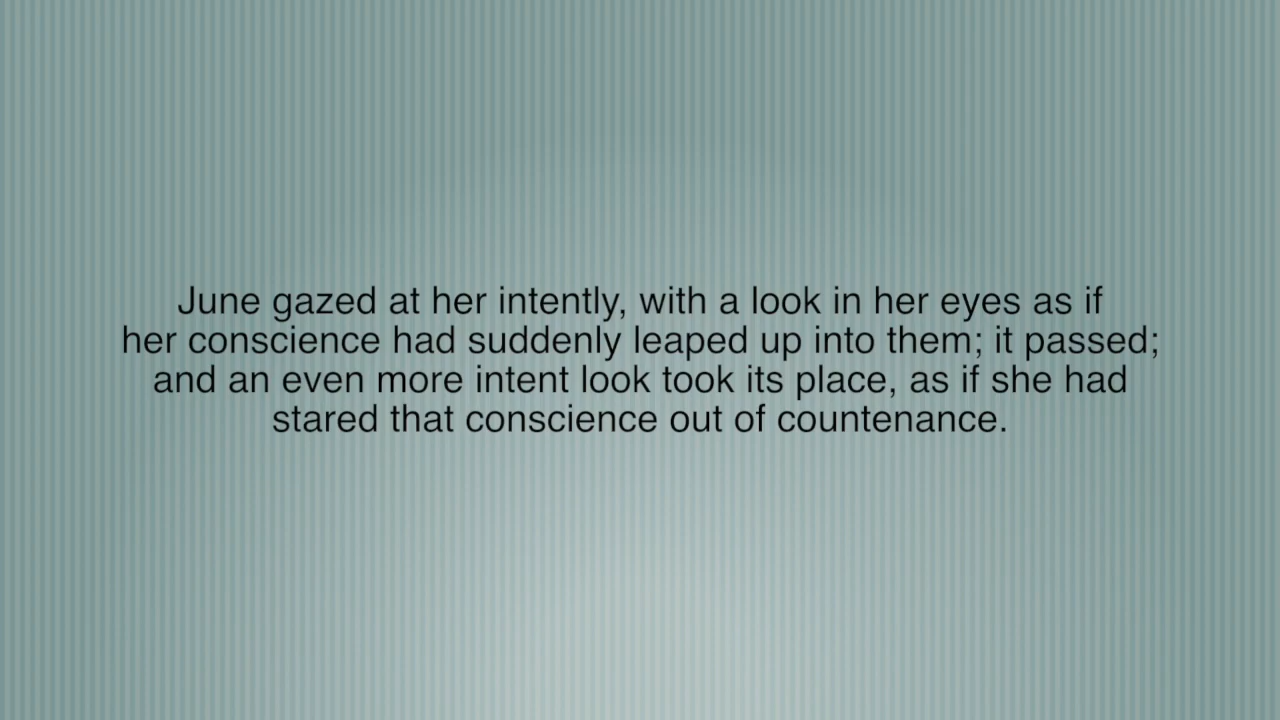 June gazed at her intently, with a look in her eyes as if
her conscience had suddenly leaped up into them; it passed;
and an even more intent look took its place, as if she had
stared that conscience out of countenance.